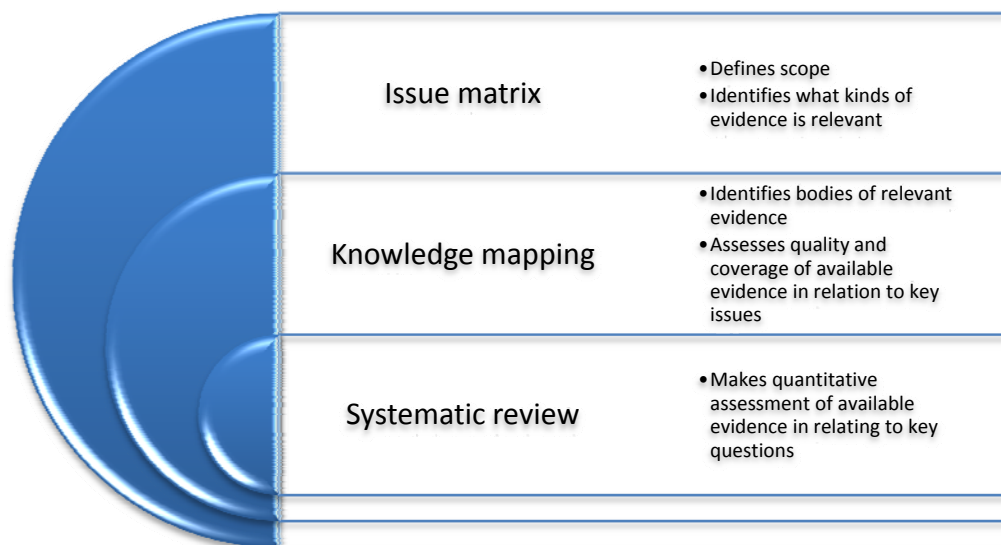 Issue matrix
•Defines scope
•Identifies what kinds of
evidence is relevant
Knowledge mapping
•Identifies bodies of relevant
evidence
•Assesses quality and
coverage of available
evidence in relation to key
issues
Systematic review
•Makes quantitative
assessment of available
evidence in relating to key
questions